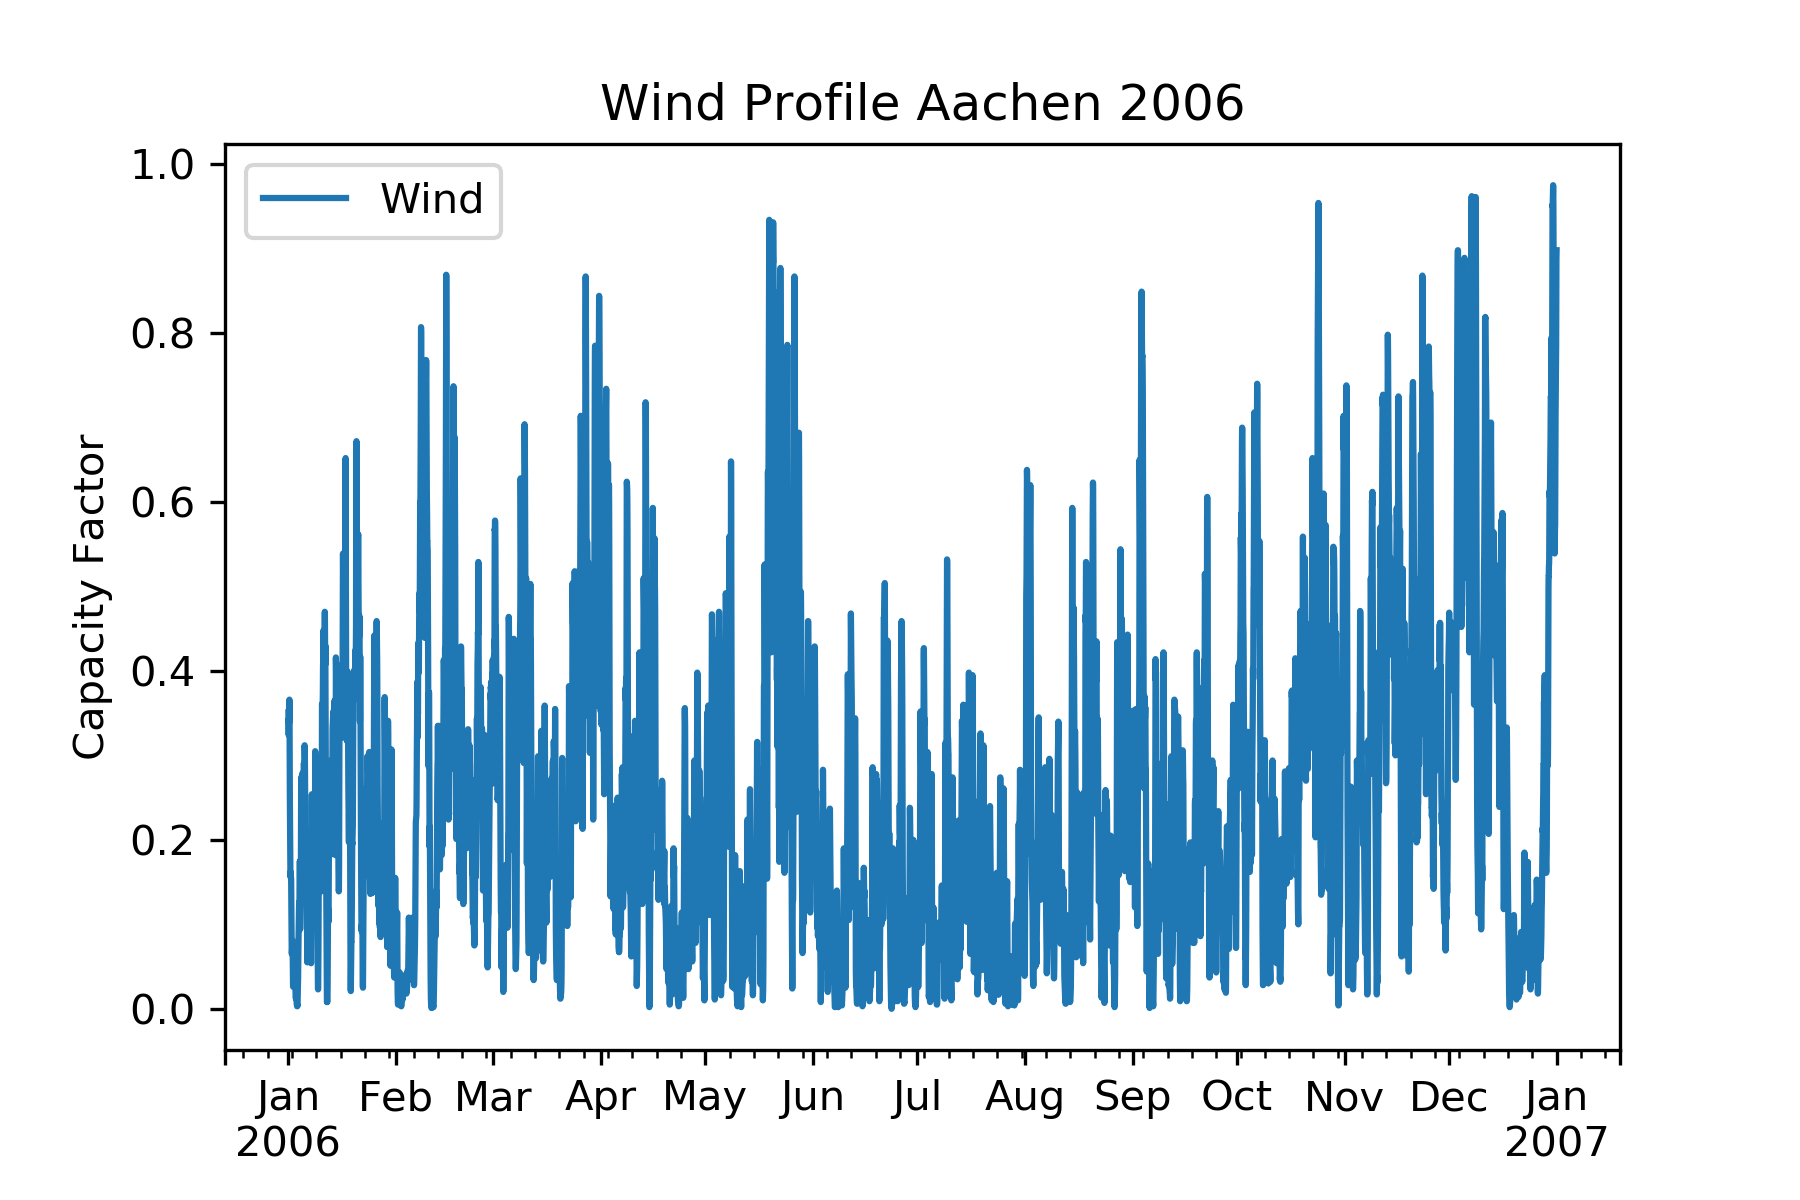 Wind Profile Aachen 2006
Wind
Capacity Factor
1.0
0.8
0.6
0.4
0.2
0.0
Jan Feb Mar Apr May Jun Jul Aug Sep Oct Nov Dec Jan
2006 2007